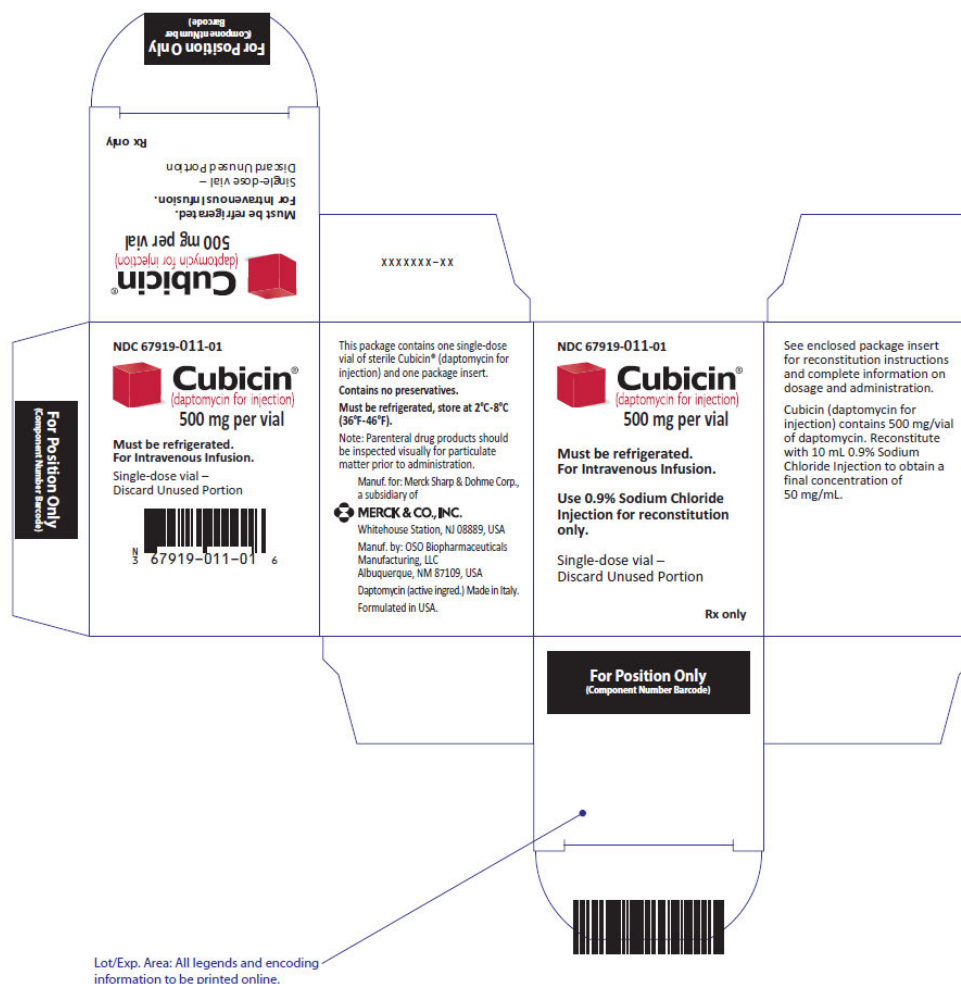 For Position Only
(Component Number
Barcode)
Rx only
Discard Unused Portion
Single-dose vial –
For Intravenous Infusion.
Must be refrigerated.
500 mg per vial
(daptomycin for injection)
Cubicin®
xxxxxxx-xx
For Position Only
(Component Number Barcode)
NDC 67919-011-01
Cubicin®
(daptomycin for injection)
500 mg per vial
Must be refrigerated.
For Intravenous Infusion.
Single-dose vial –
Discard Unused Portion
N
3 67919-011-01 6
This package contains one single-dose
vial of sterile Cubicin® (daptomycin for
injection) and one package insert.
Contains no preservatives.
Must be refrigerated, store at 2°C-8°C
(36°F-46°F).
Note: Parenteral drug products should
be inspected visually for particulate
matter prior to administration.
Manuf. for: Merck Sharp & Dohme Corp.,
a subsidiary of
MERCK & CO., INC.
Whitehouse Station, NJ 08889, USA
Manuf. by: OSO Biopharmaceuticals
Manufacturing, LLC
Albuquerque, NM 87109, USA
Daptomycin (active ingred.) Made in Italy.
Formulated in USA.
NDC 67919-011-01
Cubicin®
(daptomycin for injection)
500 mg per vial
Must be refrigerated.
For Intravenous Infusion.
Use 0.9% Sodium Chloride
Injection for reconstitution
only.
Single-dose vial –
Discard Unused Portion
Rx only
See enclosed package insert
for reconstitution instructions
and complete information on
dosage and administration.
Cubicin (daptomycin for
injection) contains 500 mg/vial
of daptomycin. Reconstitute
with 10 mL 0.9% Sodium
Chloride Injection to obtain a
final concentration of
50 mg/mL.
For Position Only
(Component Number Barcode)
Lot/Exp. Area: All legends and encoding
information to be printed online.